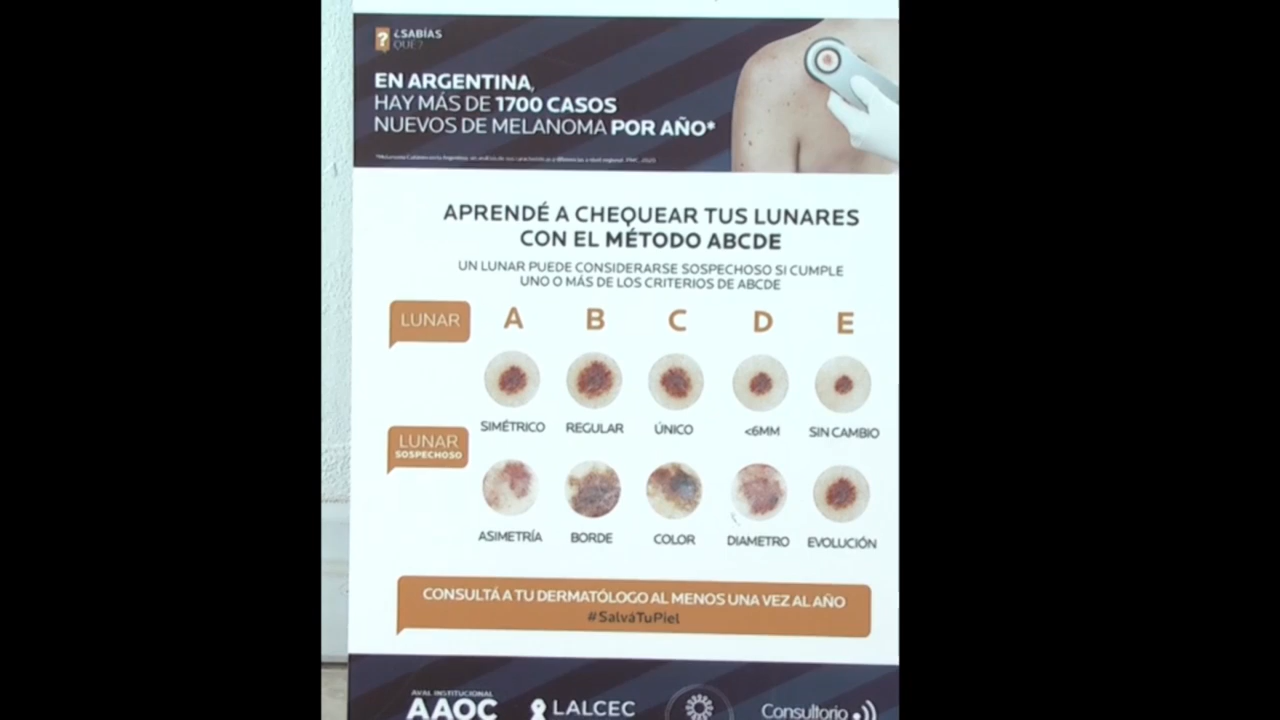 ¿SABÍAS
QUÉ?
EN ARGENTINA,
HAY MÁS DE 1700 CASOS
NUEVOS DE MELANOMA POR AÑO*
APRENDÉ A CHEQUEAR TUS LUNARES
CON EL MÉTODO ABCDE
UN LUNAR PUEDE CONSIDERARSE SOSPECHOSO SI CUMPLE
UNO O MÁS DE LOS CRITERIOS DE ABCDE
LUNAR A B C D E
SIMÉTRICO REGULAR ÚNICO <6MM SIN CAMBIO
LUNAR
SOSPECHOSO
ASIMETRÍA BORDE COLOR DIAMETRO EVOLUCIÓN
CONSULTÁ A TU DERMATÓLOGO AL MENOS UNA VEZ AL AÑO
#SalváTuPiel
AVAL INSTITUCIONAL
AAOC LALCEC Consultorio